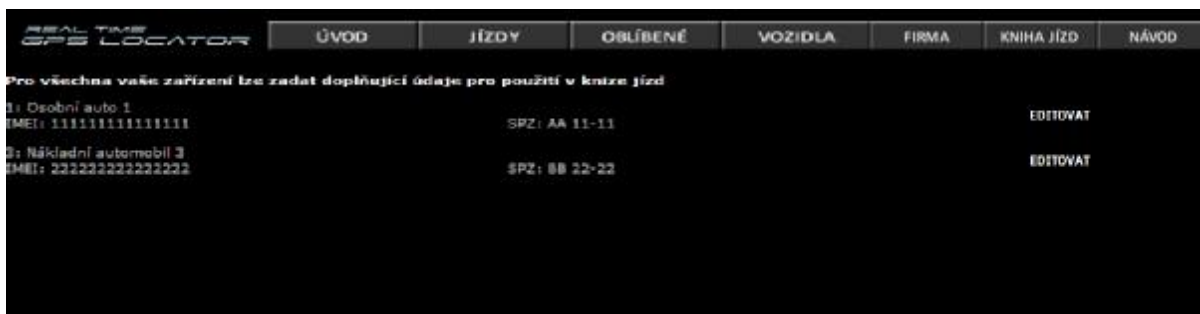 REAL TIME
GPS LOCATOR
ÚVOD JÍZDY OBLÍBENÉ VOZIDLA FIRMA KNIHA JÍZD NÁVOD
Pro všechna vaše zařízení lze zadat doplňující údaje pro použití v knize jízd
1: Osobní auto 1
IMEI: 111111111111111 SPZ: AA 11-11 EDITOVAT
Nákladní automobil 3
IMEI: 222222222222222 SPZ: BB 22-22 EDITOVAT